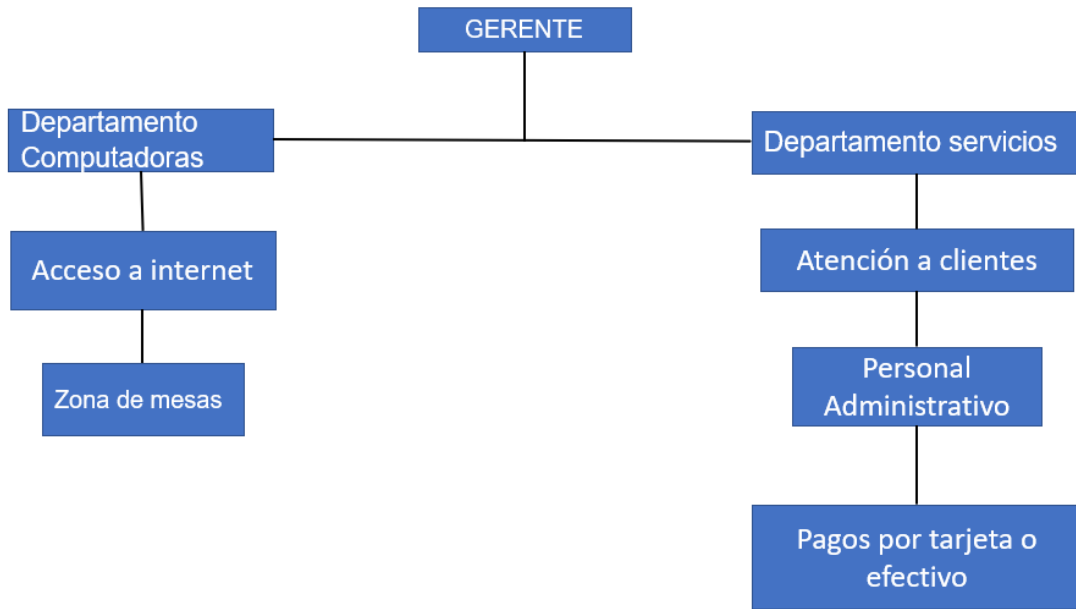 GERENTE
Departamento
Computadoras
Departamento servicios
Acceso a internet
Atención a clientes
Zona de mesas
Personal
Administrativo
Pagos por tarjeta o
efectivo